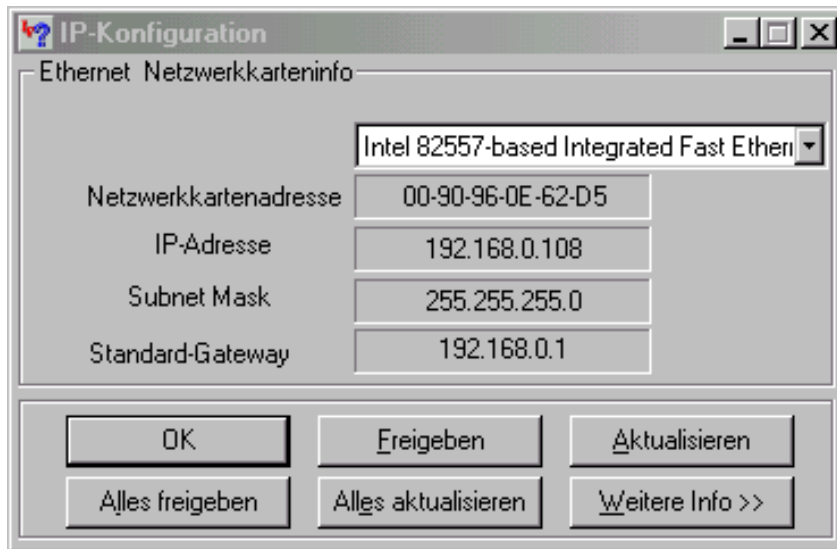 IP-Konfiguration
Ethernet Netzwerkkarteninfo
Intel 82557-based Integrated Fast Ethern
Netzwerkkartenadresse 00-90-96-0E-62-D5
IP-Adresse 192.168.0.108
Subnet Mask 255.255.255.0
Standard-Gateway 192.168.0.1
OK Freigeben Aktualisieren
Alles freigeben Alles aktualisieren Weitere Info >>